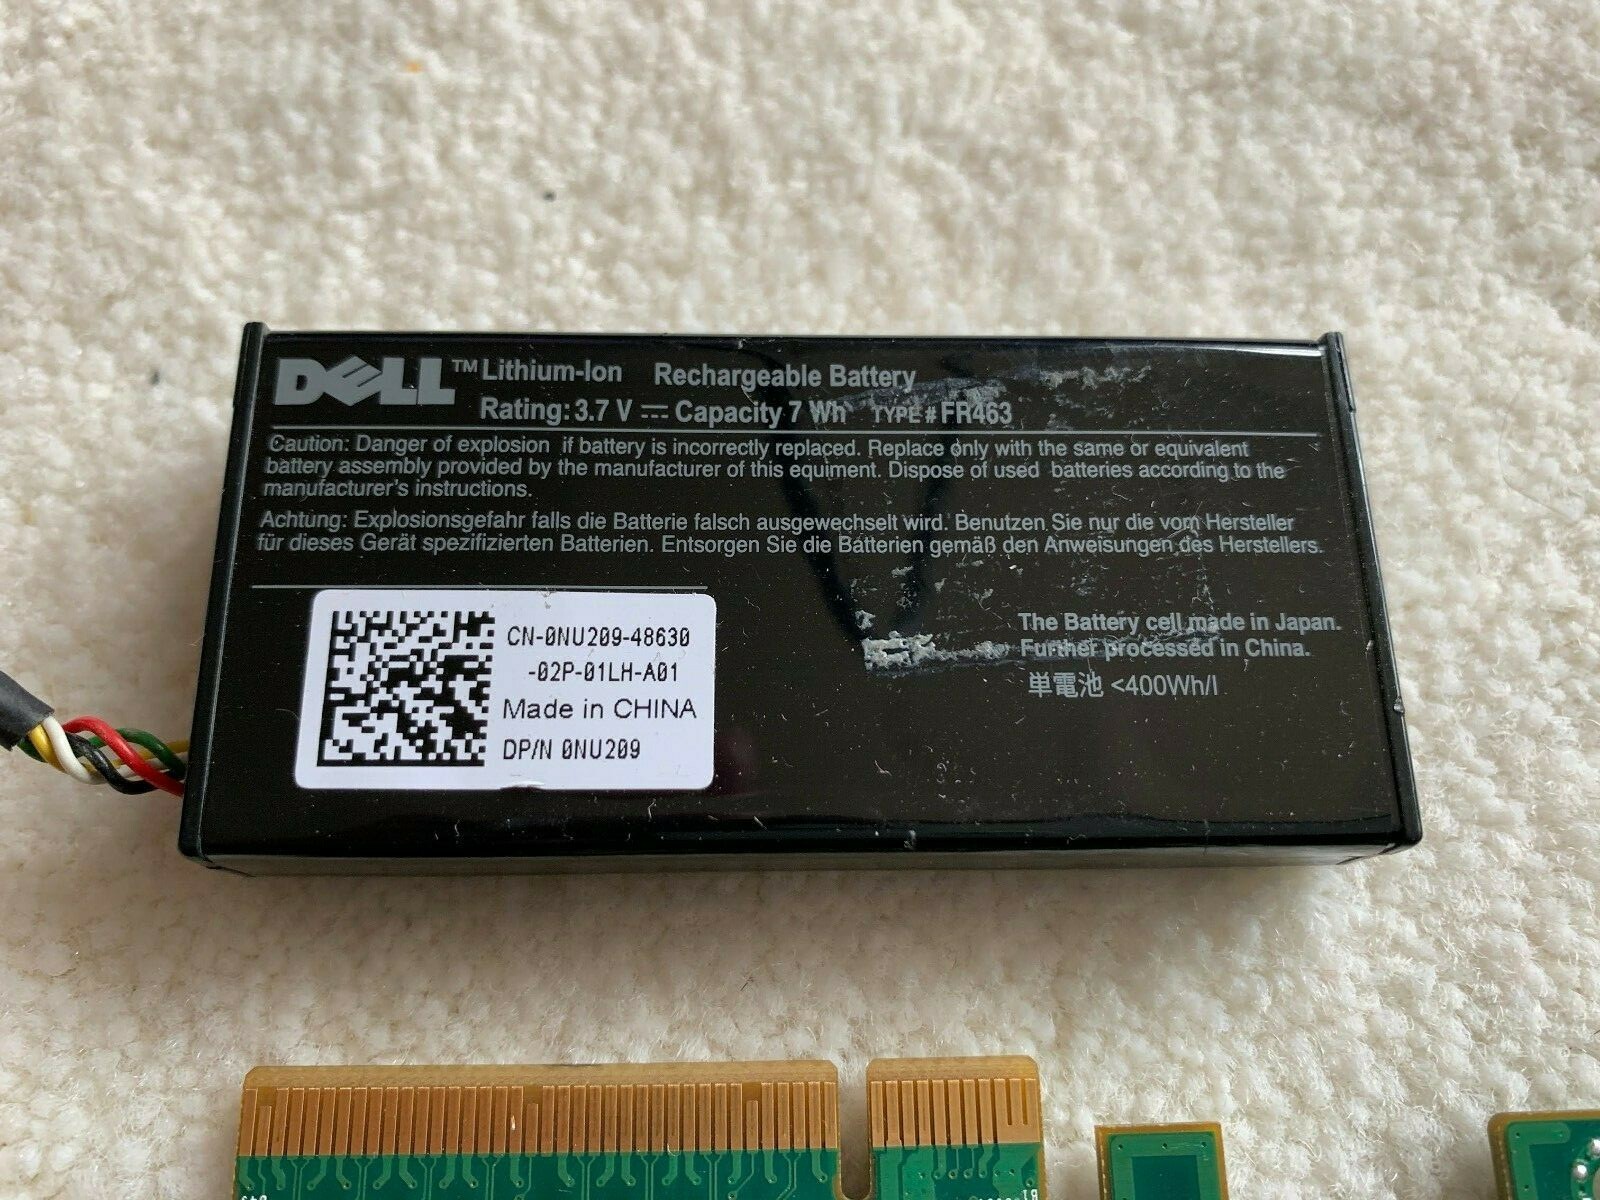 DELL™ Lithium-Ion Rechargeable Battery
Rating: 3.7 V ⎓ Capacity 7 Wh TYPE # FR463
Caution: Danger of explosion if battery is incorrectly replaced. Replace only with the same or equivalent
battery assembly provided by the manufacturer of this equiment. Dispose of used batteries according to the
manufacturer's instructions.
Achtung: Explosionsgefahr falls die Batterie falsch ausgewechselt wird. Benutzen Sie nur die vom Hersteller
für dieses Gerät spezifizierten Batterien. Entsorgen Sie die Batterien gemäß den Anweisungen des Herstellers.
CN-0NU209-48630
-02P-01LH-A01
Made in CHINA
DP/N 0NU209
The Battery cell made in Japan.
Further processed in China.
単電池 <400Wh/l